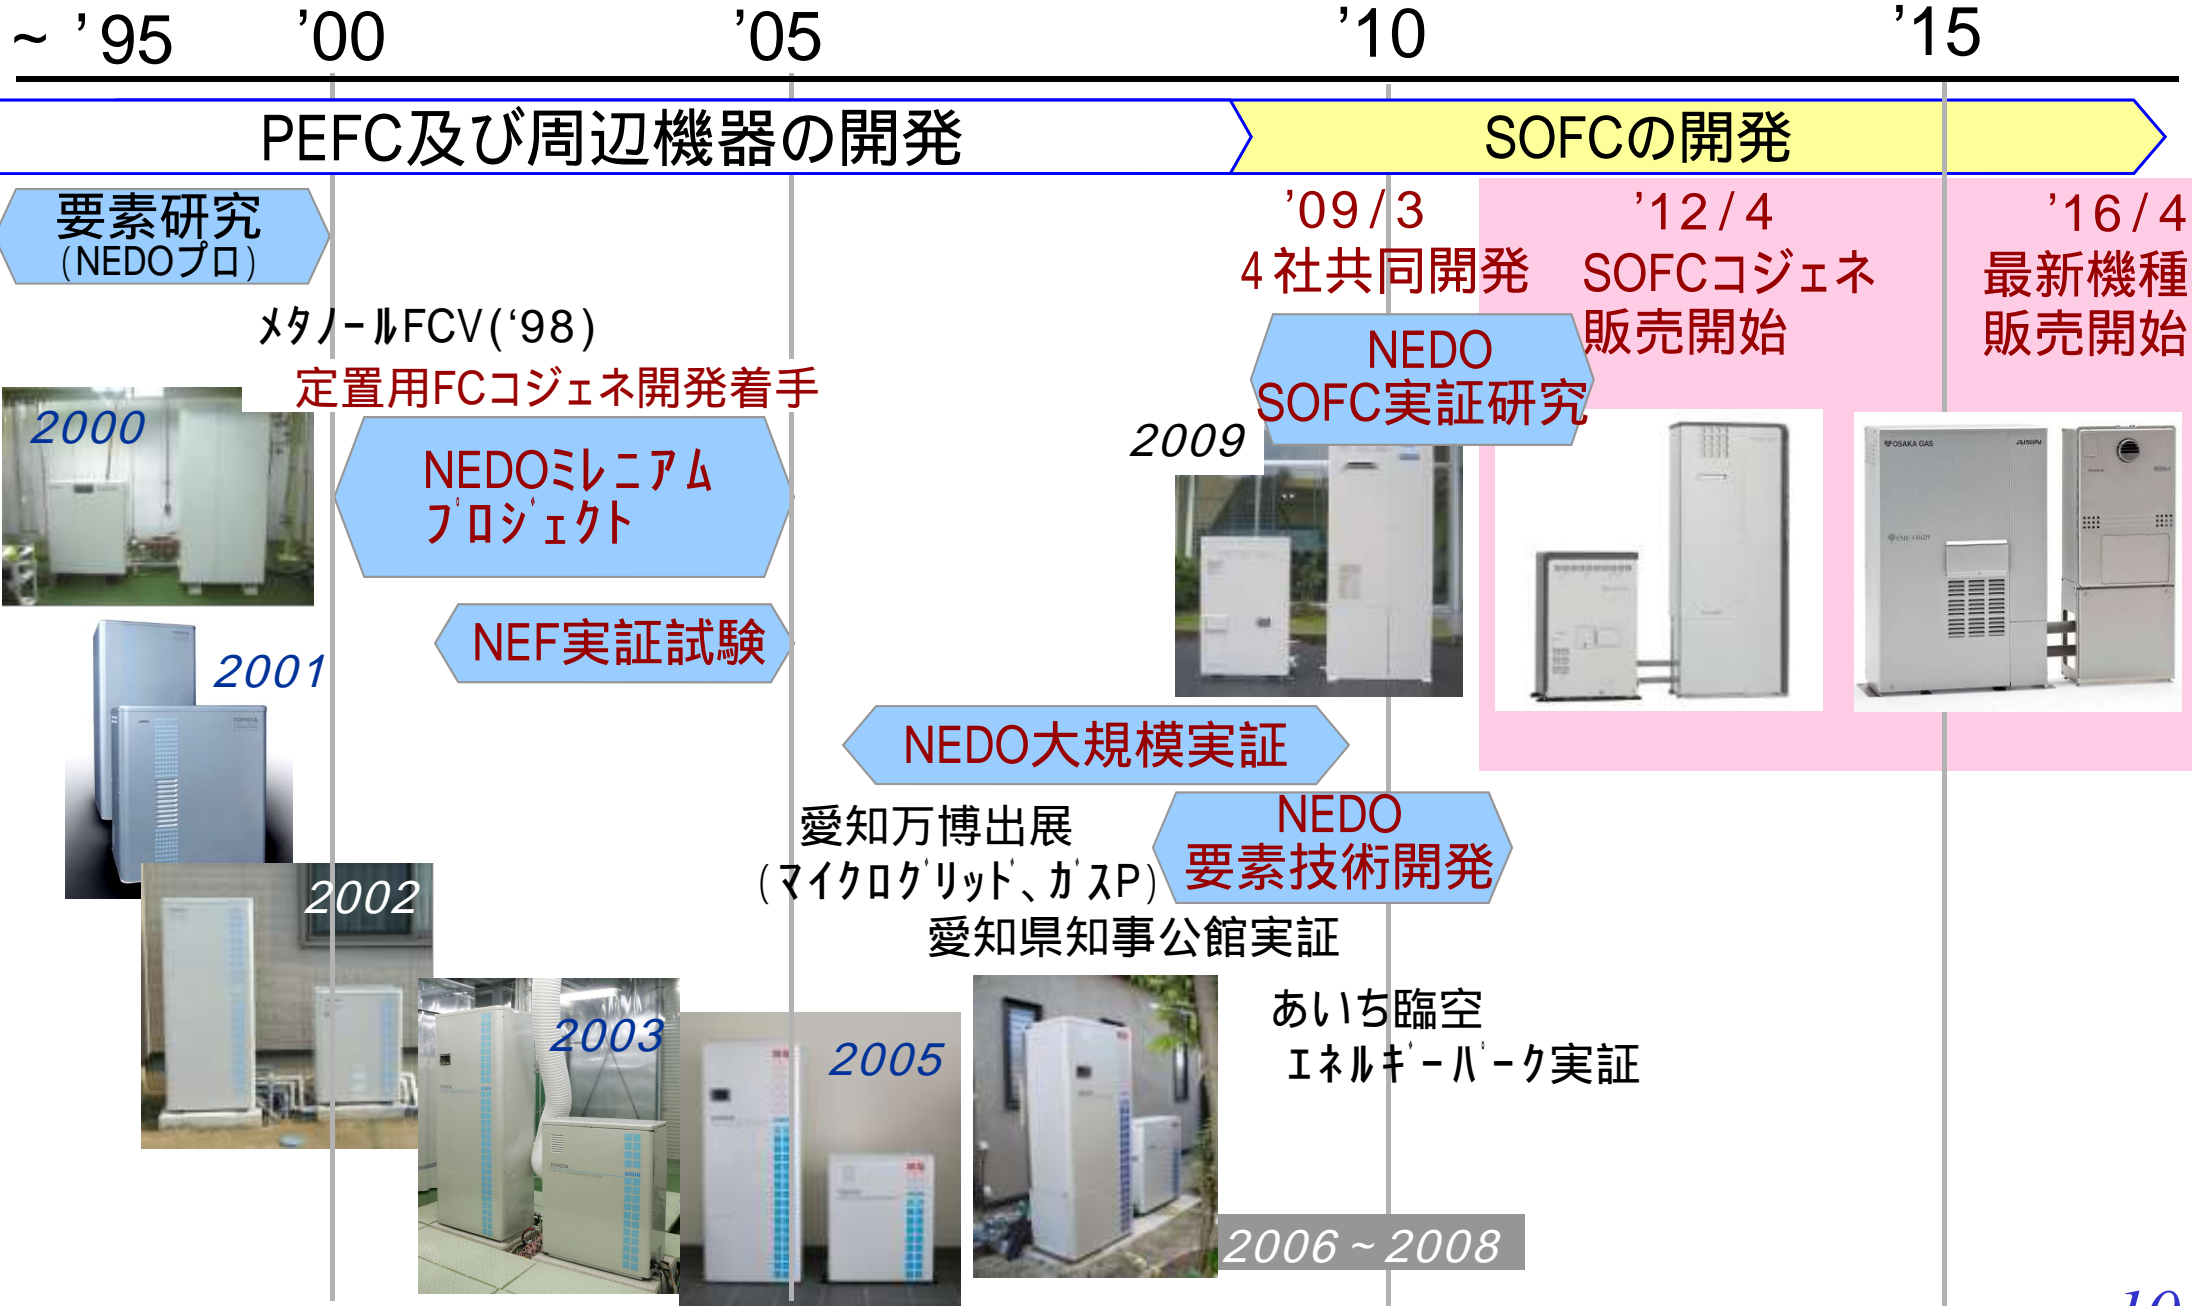 ~ '95 '00 '05 '10 '15
PEFC及び周辺機器の開発
SOFCの開発
要素研究
(NEDOプロ)
'09/3
4社共同開発
'12/4
SOFCコジェネ
販売開始
'16/4
最新機種
販売開始
メタノールFCV('98)
定置用FCコジェネ開発着手
NEDO
SOFC実証研究
2000
NEDOミレニアム
プロジェクト
2009
OSAKA GAS
AISIN
ENE-FARM
NEF実証試験
2001
TOYOTA
NEDO大規模実証
愛知万博出展
(マイクログリッド、ガスP)
NEDO
要素技術開発
愛知県知事公館実証
2002
あいち臨空
エネルギーパーク実証
2003
TOYOTA
AISIN
2005
2006~2008
10